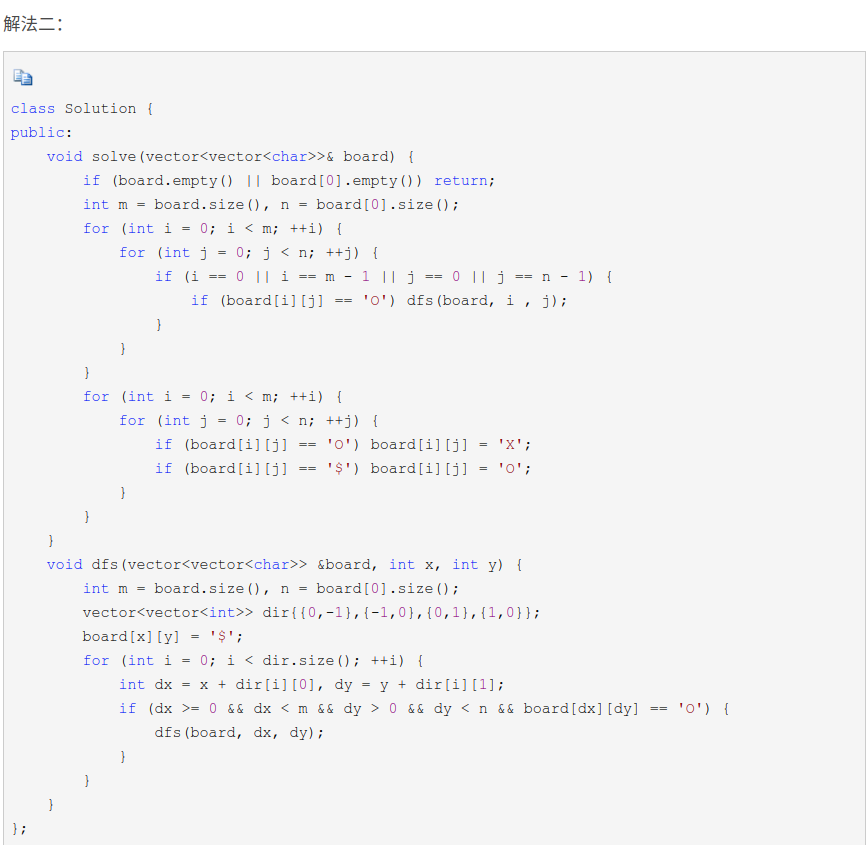 解法二：
class Solution {
public:
    void solve(vector<vector<char>>& board) {
        if (board.empty() || board[0].empty()) return;
        int m = board.size(), n = board[0].size();
        for (int i = 0; i < m; ++i) {
            for (int j = 0; j < n; ++j) {
                if (i == 0 || i == m - 1 || j == 0 || j == n - 1) {
                    if (board[i][j] == 'O') dfs(board, i , j);
                }
            }
        }
        for (int i = 0; i < m; ++i) {
            for (int j = 0; j < n; ++j) {
                if (board[i][j] == 'O') board[i][j] = 'X';
                if (board[i][j] == '$') board[i][j] = 'O';
            }
        }
    }
    void dfs(vector<vector<char>> &board, int x, int y) {
        int m = board.size(), n = board[0].size();
        vector<vector<int>> dir{{0,-1},{-1,0},{0,1},{1,0}};
        board[x][y] = '$';
        for (int i = 0; i < dir.size(); ++i) {
            int dx = x + dir[i][0], dy = y + dir[i][1];
            if (dx >= 0 && dx < m && dy > 0 && dy < n && board[dx][dy] == 'O') {
                dfs(board, dx, dy);
            }
        }
    }
};